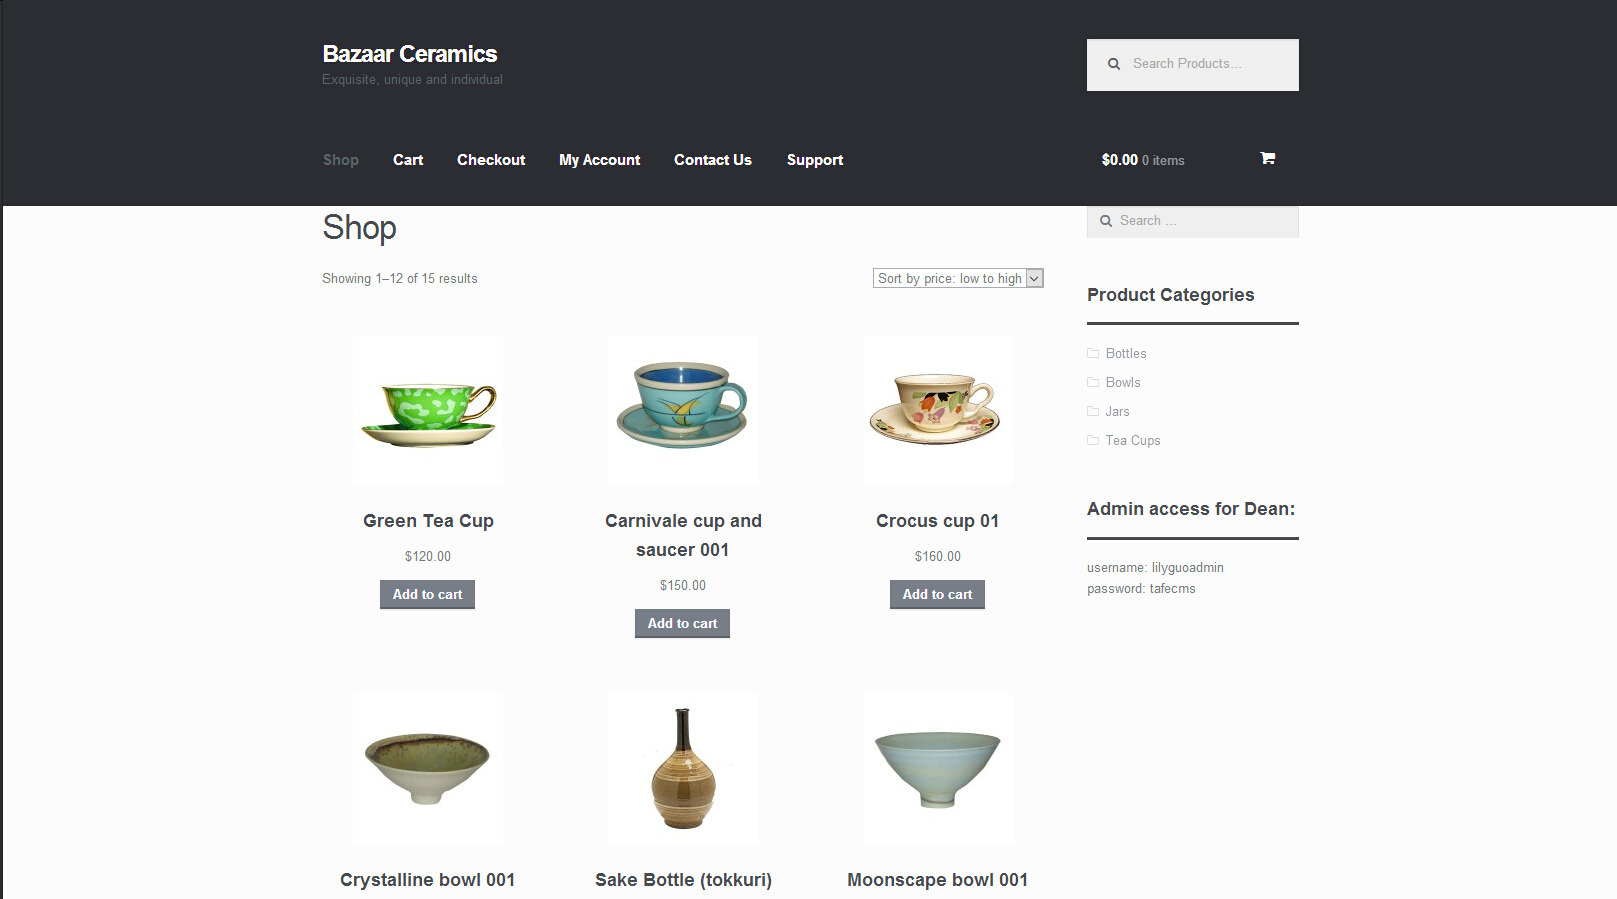 Bazaar Ceramics
Exquisite, unique and individual
Search Products...
Shop
Cart
Checkout
My Account
Contact Us
Support
$0.00 0 items
Shop
Showing 1–12 of 15 results
Sort by price: low to high
Green Tea Cup
$120.00
Add to cart
Carnivale cup and
saucer 001
$150.00
Add to cart
Crocus cup 01
$160.00
Add to cart
Crystalline bowl 001
Sake Bottle (tokkuri)
Moonscape bowl 001
Search ...
Product Categories
Bottles
Bowls
Jars
Tea Cups
Admin access for Dean:
username: lilyguoadmin
password: tafecms